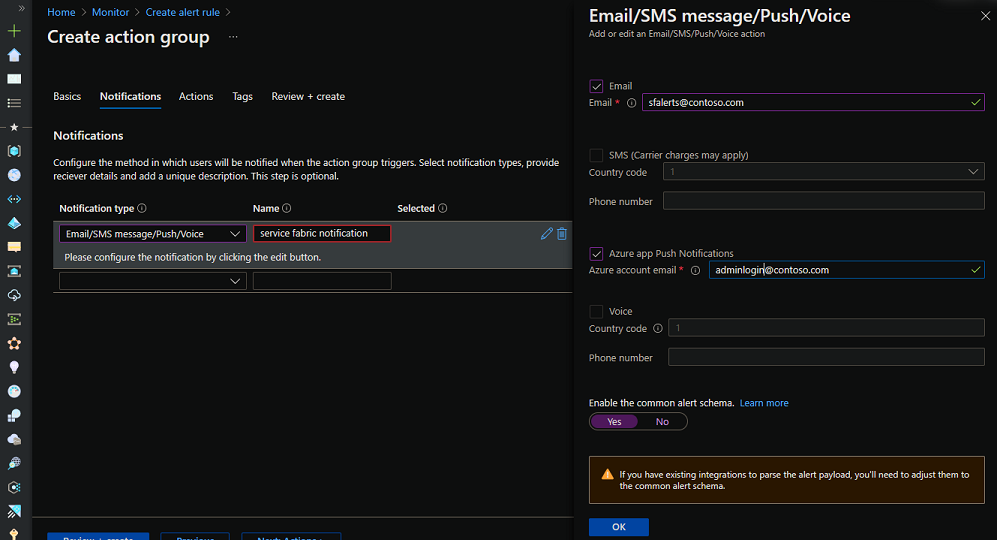 Home > Monitor > Create alert rule >
Create action group ...
Basics Notifications Actions Tags Review + create
Notifications
Configure the method in which users will be notified when the action group triggers. Select notification types, provide
reciever details and add a unique description. This step is optional.
Notification type Name Selected
Email/SMS message/Push/Voice service fabric notification
Please configure the notification by clicking the edit button.
Review + create Previous Next: Actions >
Email/SMS message/Push/Voice
Add or edit an Email/SMS/Push/Voice action
Email
Email * sfalerts@contoso.com
SMS (Carrier charges may apply)
Country code 1
Phone number
Azure app Push Notifications
Azure account email * adminlogin@contoso.com
Voice
Country code 1
Phone number
Enable the common alert schema. Learn more
Yes No
If you have existing integrations to parse the alert payload, you'll need to adjust them to
the common alert schema.
OK